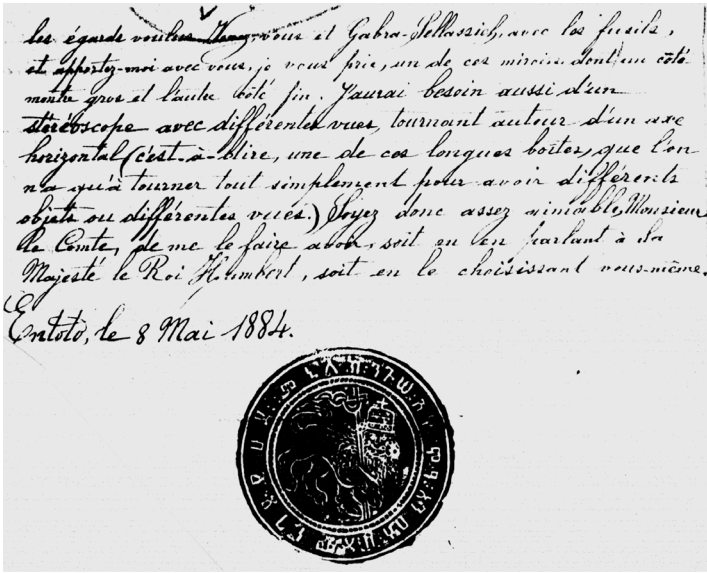 les égards voulus. Venez-vous et Gabra-Sellassieh, avec les fusils,
et apportez-moi avec vous, je vous prie, un de ces miroirs dont un côté
montre gros et l'autre côté fin. J'aurai besoin aussi d'un
stéréoscope avec différentes vues, tournant autour d'un axe
horizontal (c'est-à-dire, une de ces longues boîtes, que l'on
n'a qu'à tourner tout simplement pour avoir différents
objets ou différentes vues.) Soyez donc assez aimable, Monsieur
le Comte, de me le faire avoir, soit en en parlant à Sa
Majesté le Roi Humbert, soit en le choisissant vous-même.
Entoto, le 8 Mai 1884.